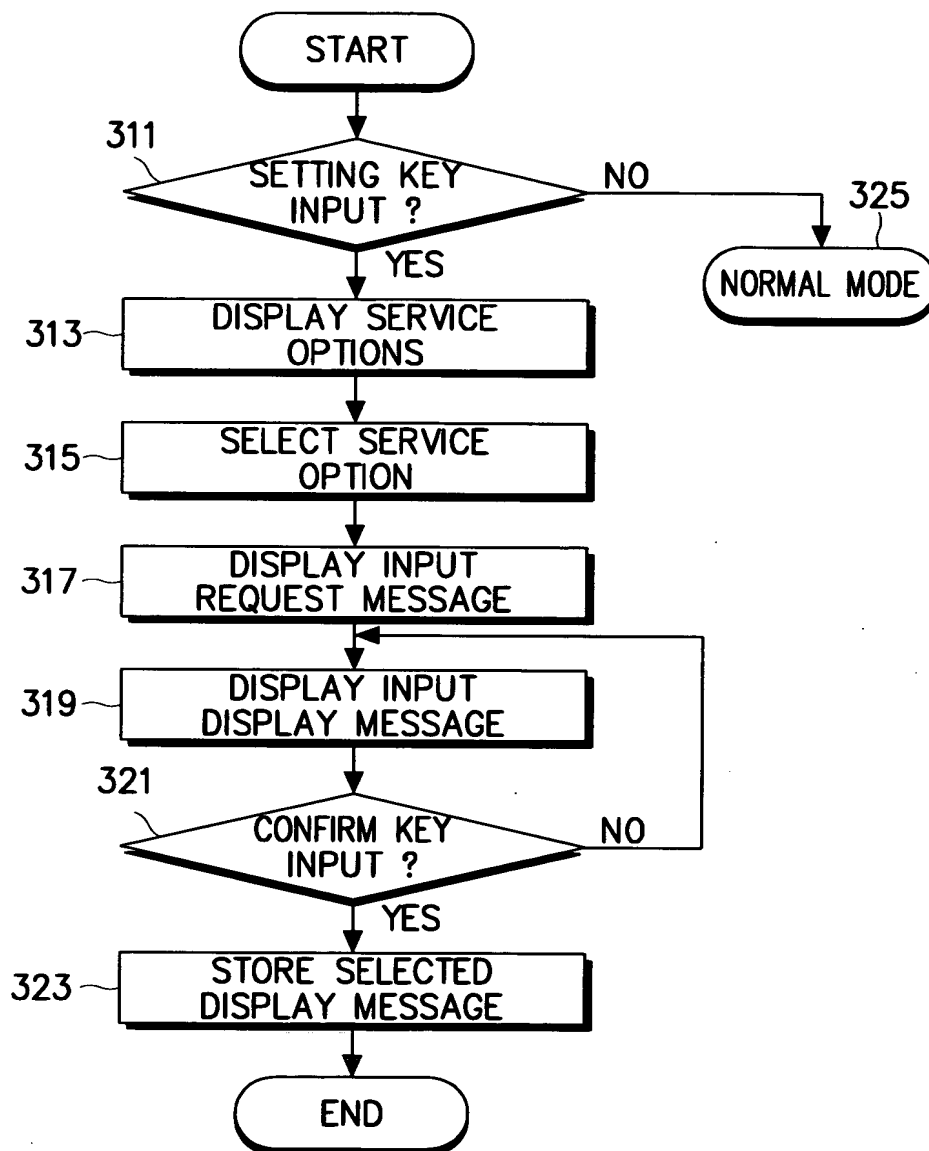 START
311
SETTING KEY
INPUT ?
NO
325
NORMAL MODE
YES
313
DISPLAY SERVICE
OPTIONS
315
SELECT SERVICE
OPTION
317
DISPLAY INPUT
REQUEST MESSAGE
319
DISPLAY INPUT
DISPLAY MESSAGE
321
CONFIRM KEY
INPUT ?
NO
YES
323
STORE SELECTED
DISPLAY MESSAGE
END